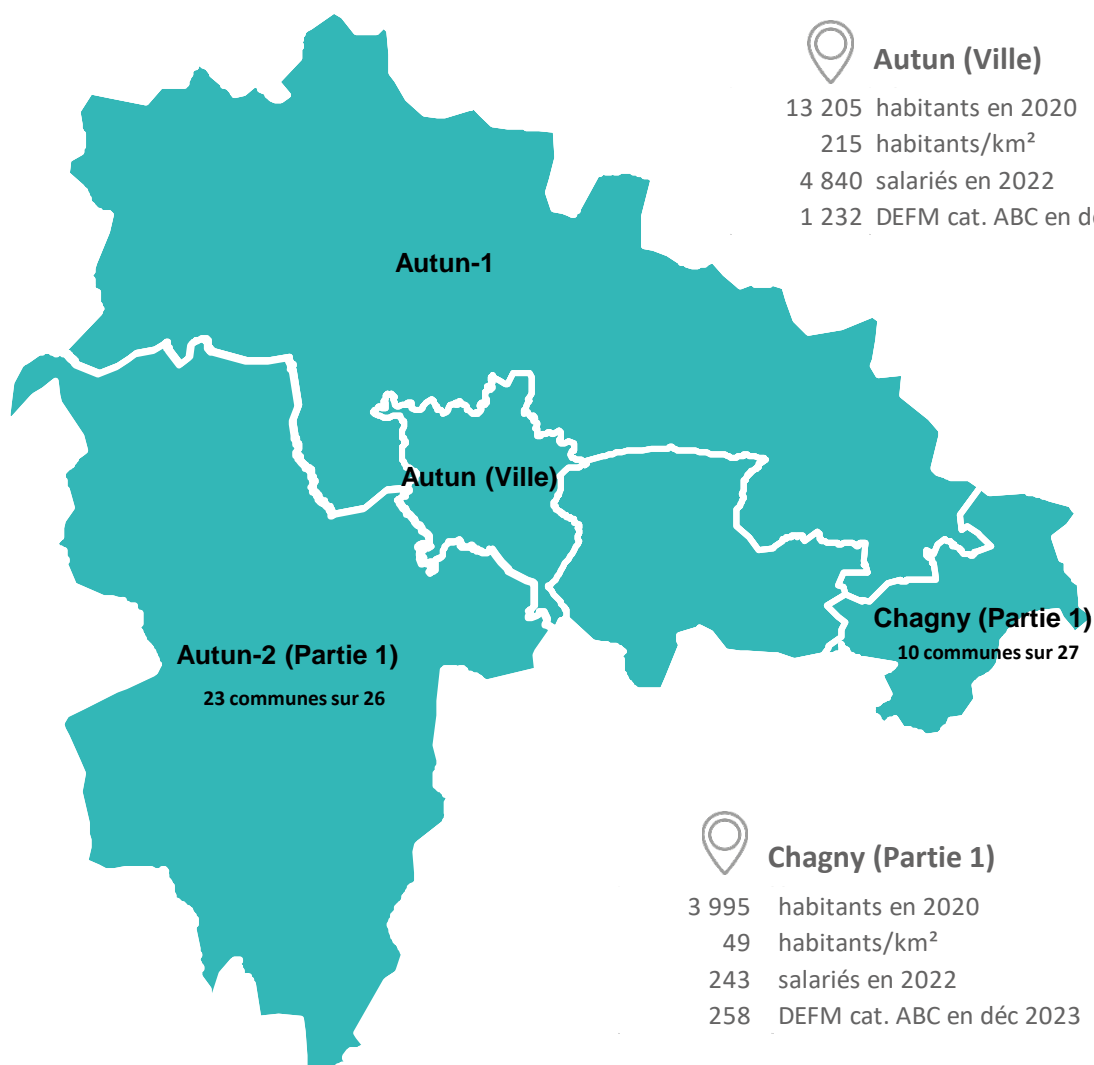 Autun (Ville)
13 205 habitants en 2020
215 habitants/km²
4 840 salariés en 2022
1 232 DEFM cat. ABC en
Autun-1
Autun (Ville)
Chagny (Partie 1)
10 communes sur 27
Autun-2 (Partie 1)
23 communes sur 26
Chagny (Partie 1)
3 995 habitants en 2020
49 habitants/km²
243 salariés en 2022
258 DEFM cat. ABC en déc 2023